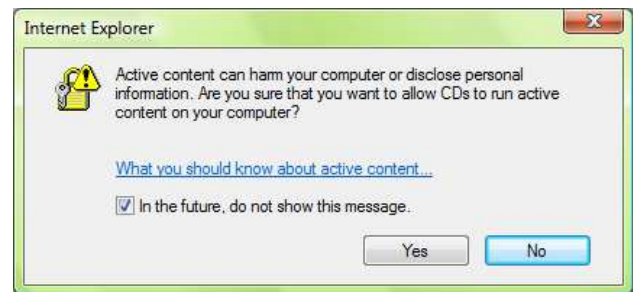 Internet Explorer
Active content can harm your computer or disclose personal
information. Are you sure that you want to allow CDs to run active
content on your computer?
What you should know about active content...
In the future, do not show this message.
Yes No